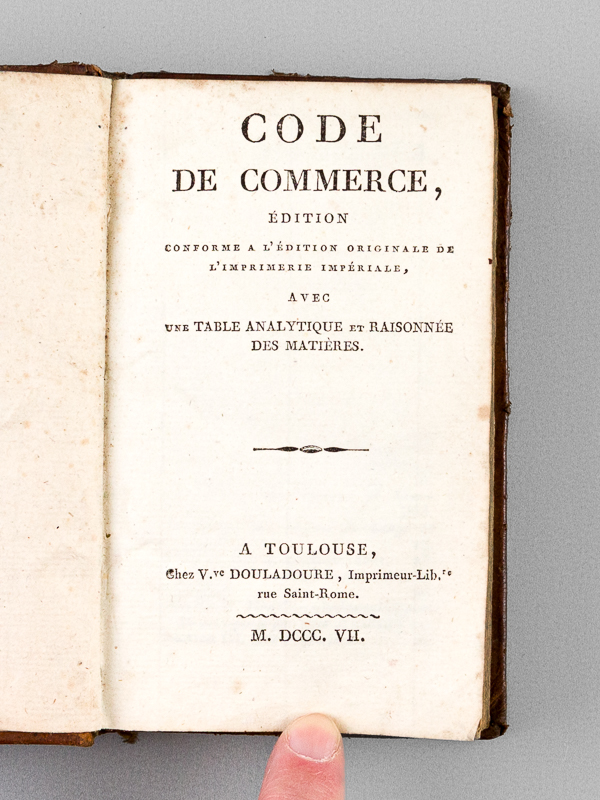 CODE
DE COMMERCE,
ÉDITION
CONFORME A L'ÉDITION ORIGINALE DE
L'IMPRIMERIE IMPÉRIALE,
AVEC
UNE TABLE ANALYTIQUE ET RAISONNÉE
DES MATIÈRES.
A TOULOUSE,
Chez V.ve DOULADOURE, Imprimeur-Lib.re
rue Saint-Rome.
M. DCCC. VII.